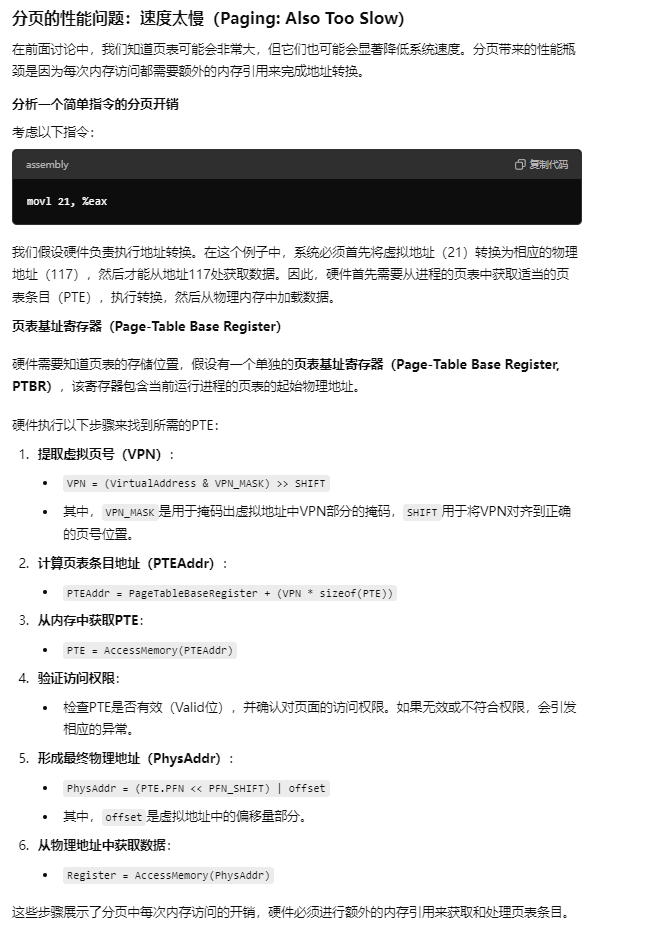 分页的性能问题：速度太慢（Paging: Also Too Slow）
在前面讨论中，我们知道页表可能会非常大，但它们也可能会显著降低系统速度。分页带来的性能瓶
颈是因为每次内存访问都需要额外的内存引用来完成地址转换。
分析一个简单指令的分页开销
考虑以下指令：
assembly 复制代码
movl 21, %eax
我们假设硬件负责执行地址转换。在这个例子中，系统必须首先将虚拟地址（21）转换为相应的物理
地址（117），然后才能从地址117处获取数据。因此，硬件首先需要从进程的页表中获取适当的页
表条目（PTE），执行转换，然后从物理内存中加载数据。
页表基址寄存器（Page-Table Base Register）
硬件需要知道页表的存储位置，假设有一个单独的页表基址寄存器（Page-Table Base Register,
PTBR），该寄存器包含当前运行进程的页表的起始物理地址。
硬件执行以下步骤来找到所需的PTE：
1. 提取虚拟页号（VPN）：
• VPN = (VirtualAddress & VPN_MASK) >> SHIFT
• 其中，VPN_MASK是用于掩码出虚拟地址中VPN部分的掩码，SHIFT用于将VPN对齐到正确
的页号位置。
2. 计算页表条目地址（PTEAddr）：
• PTEAddr = PageTableBaseRegister + (VPN * sizeof(PTE))
3. 从内存中获取PTE：
• PTE = AccessMemory(PTEAddr)
4. 验证访问权限：
• 检查PTE是否有效（Valid位），并确认对页面的访问权限。如果无效或不符合权限，会引发
相应的异常。
5. 形成最终物理地址（PhysAddr）：
• PhysAddr = (PTE.PFN << PFN_SHIFT) | offset
• 其中，offset是虚拟地址中的偏移量部分。
6. 从物理地址中获取数据：
• Register = AccessMemory(PhysAddr)
这些步骤展示了分页中每次内存访问的开销，硬件必须进行额外的内存引用来获取和处理页表条目。